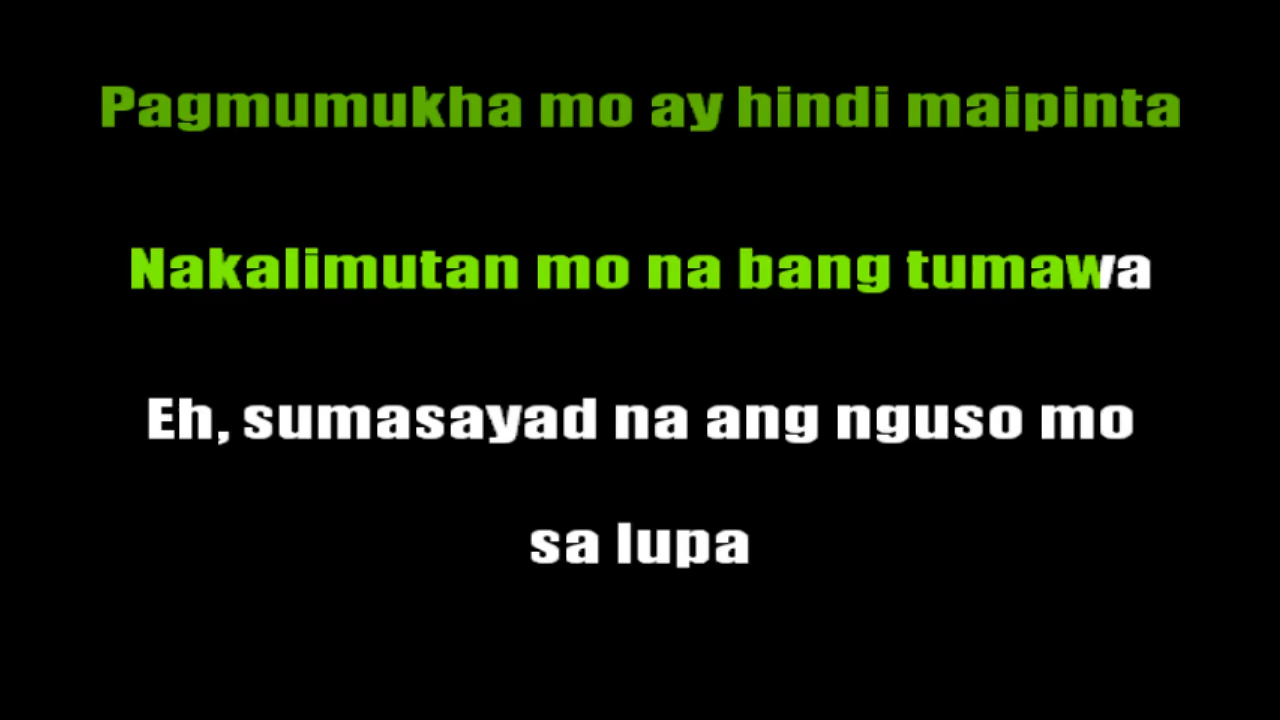 Pagmumukha mo ay hindi maipinta
Nakalimutan mo na bang tumawa
Eh, sumasayad na ang nguso mo
sa lupa